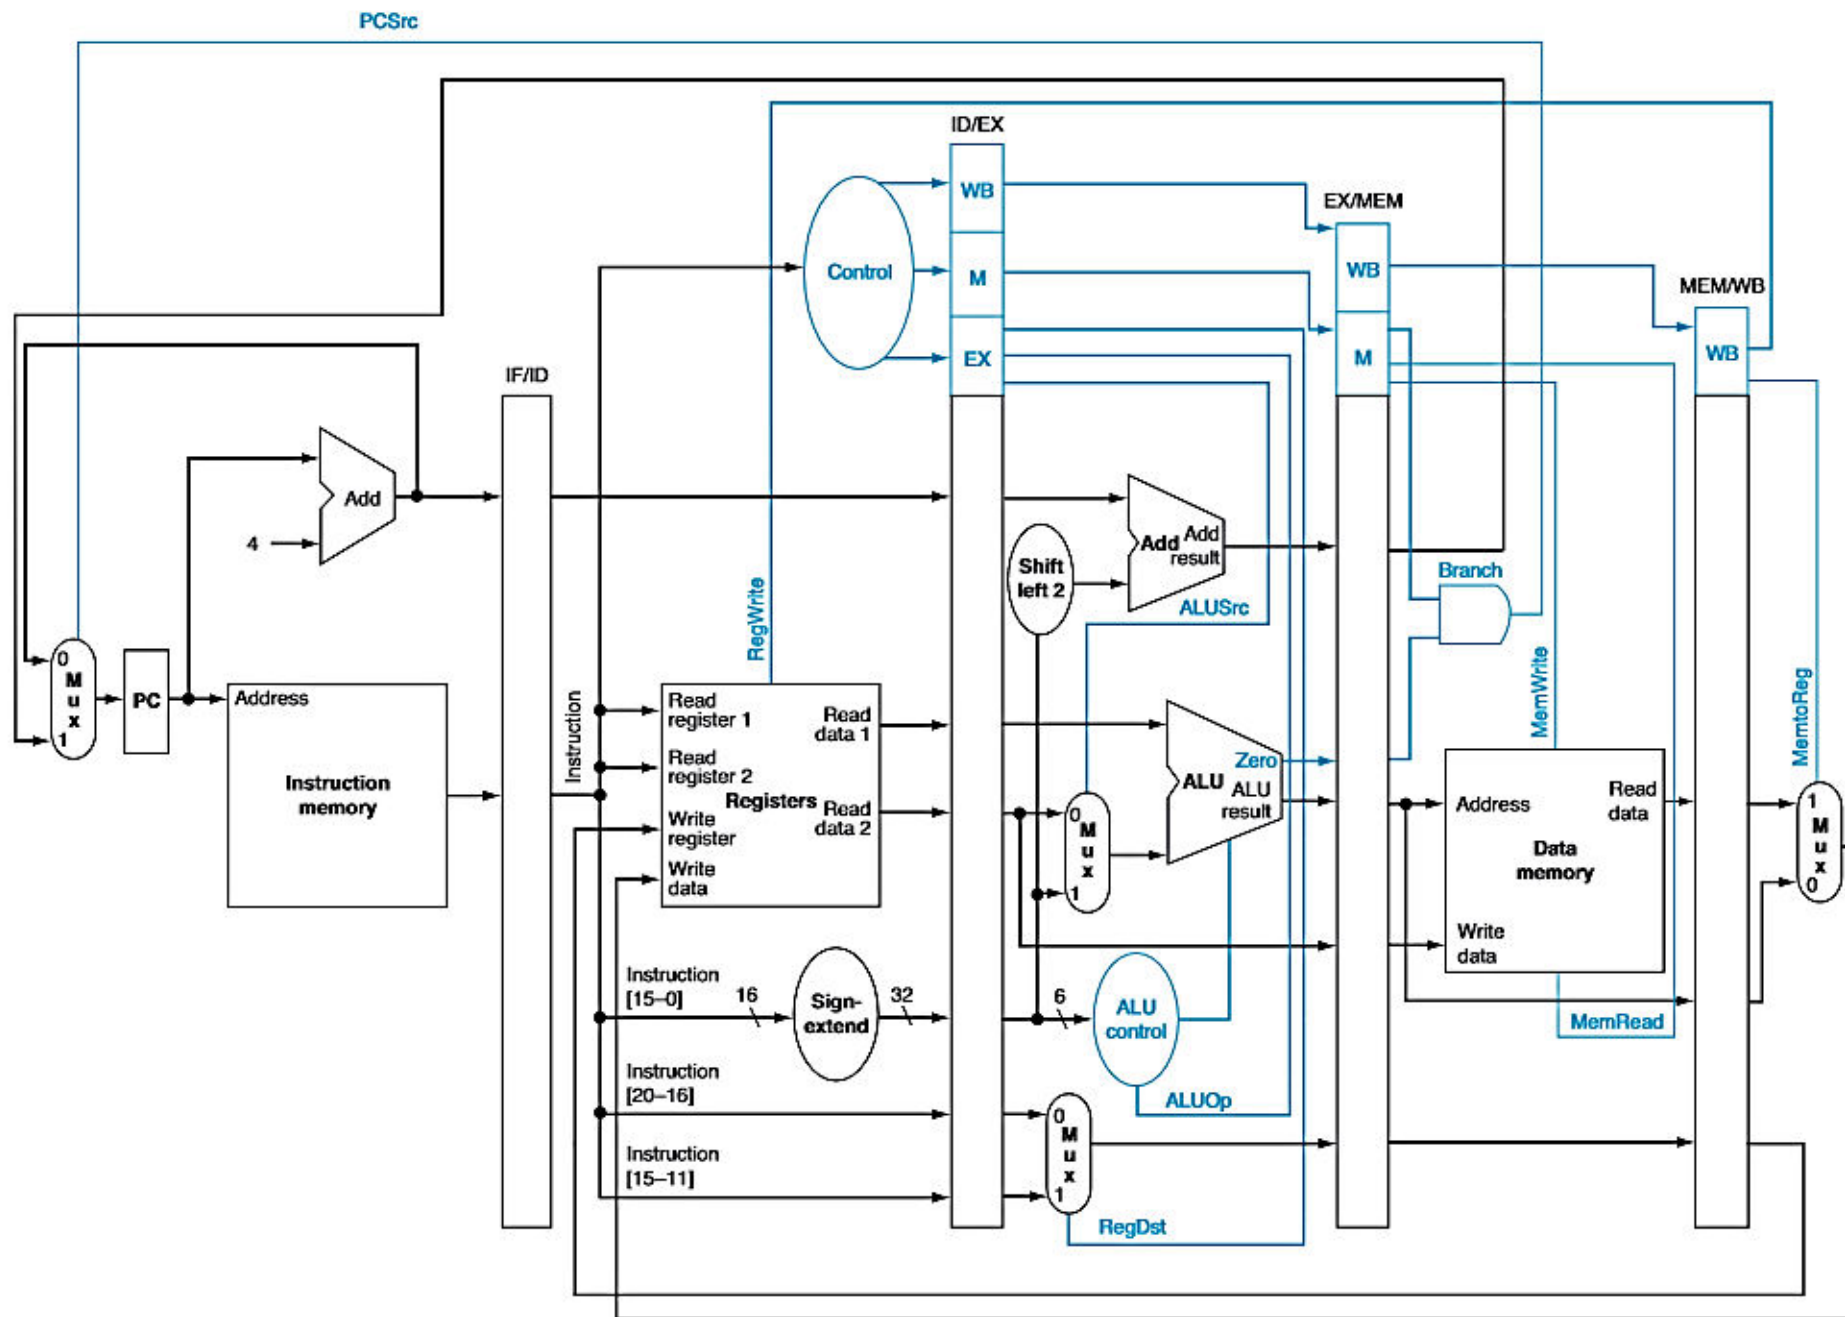 PCSrc
ID/EX
WB
EX/MEM
Control
M
WB
MEM/WB
EX
M
WB
IF/ID
Add
4
Add Add
result
Shift
left 2
Branch
ALUSrc
RegWrite
MemWrite
MemtoReg
0
M
u
x
1
PC
Address
Instruction
memory
Instruction
Read
register 1
Read
data 1
Read
register 2
Registers
Write
register
Read
data 2
Write
data
0
M
u
x
1
Zero
ALU
ALU
result
Address
Read
data
Data
memory
Write
data
1
M
u
x
0
Instruction
[15–0]
16
Sign-
extend
32
6
ALU
control
MemRead
Instruction
[20–16]
ALUOp
0
M
u
x
1
Instruction
[15–11]
RegDst